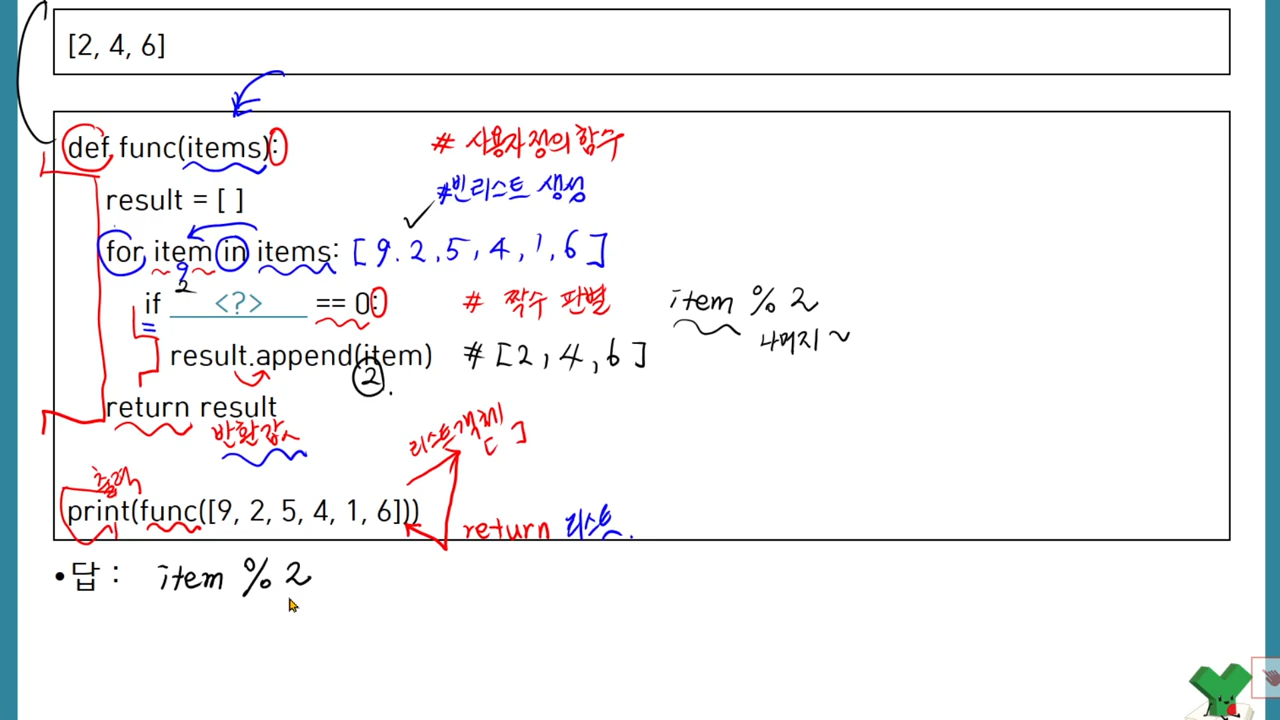 [2, 4, 6]
def func(items): # 사용자정의 함수
result = [ ] #빈리스트 생성
for item in items: [9.2,5,4,1,6]
9
2
if <?> == 0: # 짝수 판별 item % 2
나머지 ~
result.append(item) #[2,4,6]
2.
return result
반환값
리스트객체
[ ]
출력
print(func([9, 2, 5, 4, 1, 6]))
return 리스트.
•답 : item % 2